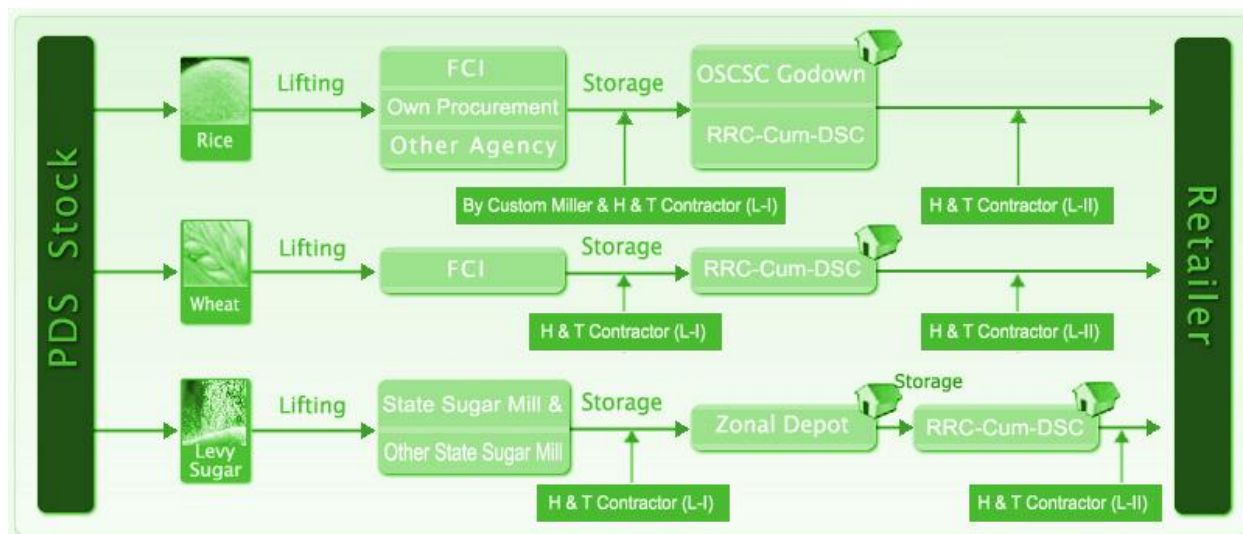 PDS Stock
Rice
Lifting
FCI
Own Procurement
Other Agency
Storage
OSCSC Godown
RRC-Cum-DSC
By Custom Miller & H & T Contractor (L-I)
H & T Contractor (L-II)
Wheat
Lifting
FCI
Storage
RRC-Cum-DSC
H & T Contractor (L-I)
H & T Contractor (L-II)
Levy
Sugar
Lifting
State Sugar Mill &
Other State Sugar Mill
Storage
Zonal Depot
Storage
RRC-Cum-DSC
H & T Contractor (L-I)
H & T Contractor (L-II)
Retailer